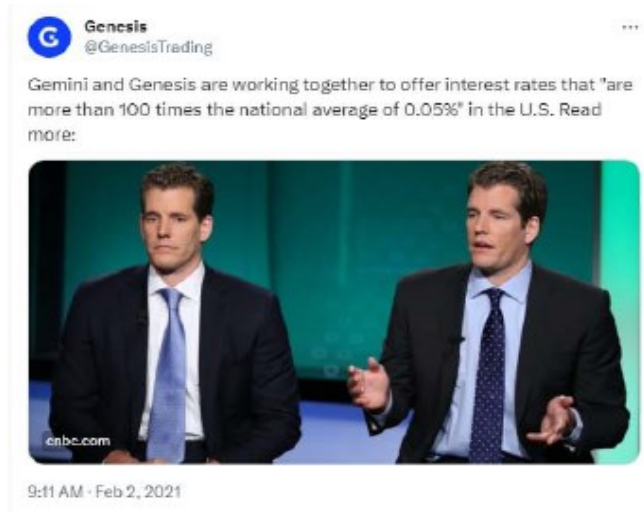 Genesis
@GenesisTrading
Gemini and Genesis are working together to offer interest rates that "are
more than 100 times the national average of 0.05%" in the U.S. Read
more:
cnbc.com
9:11 AM · Feb 2, 2021